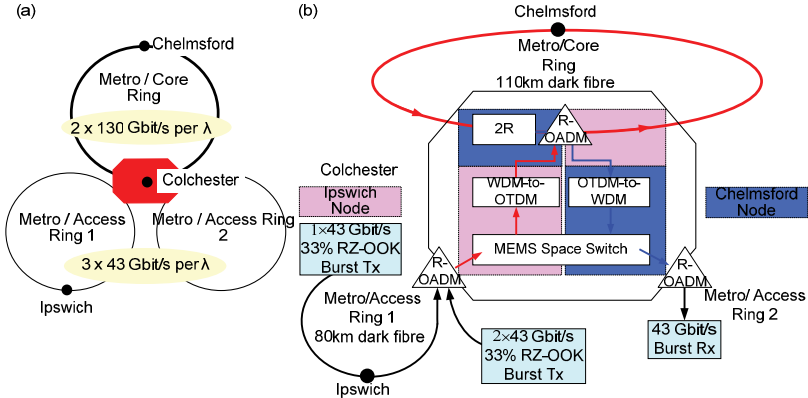 (a)
Chelmsford
Metro / Core
Ring
2 x 130 Gbit/s per λ
Colchester
Metro / Access
Ring 1
Metro / Access Ring
2
3 x 43 Gbit/s per λ
Ipswich
(b)
Chelmsford
Metro/Core
Ring
110km dark fibre
2R
R-
OADM
Colchester
Ipswich
Node
WDM-to-
OTDM
OTDM-to-
WDM
Chelmsford
Node
1×43 Gbit/s
33% RZ-OOK
Burst Tx
MEMS Space Switch
R-
OADM
R-
OADM
Metro/Access
Ring 1
80km dark fibre
Metro/ Access
Ring 2
2×43 Gbit/s
33% RZ-OOK
Burst Tx
43 Gbit/s
Burst Rx
Ipswich